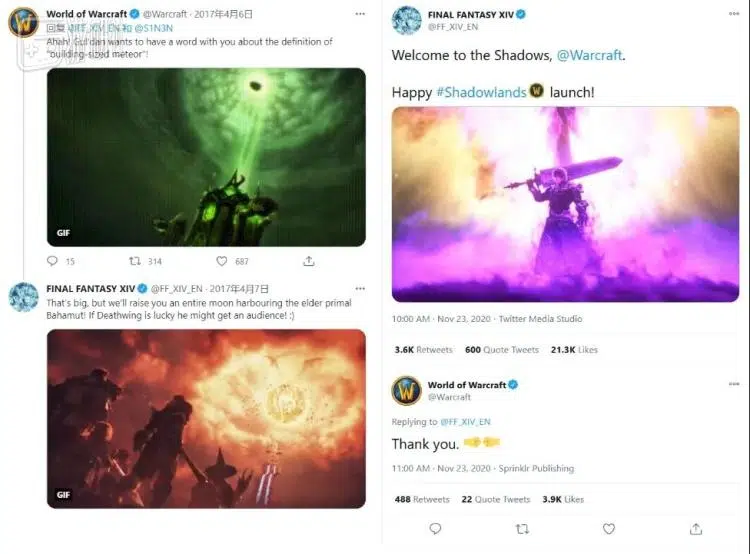 World of Warcraft @Warcraft · 2017年4月6日
回复 @FF_XIV_EN 和 @S1N3N
Ahah! Gul'dan wants to have a word with you about the definition of
"building-sized meteor"!
GIF
15 314 687
FINAL FANTASY XIV @FF_XIV_EN · 2017年4月7日
That's big, but we'll raise you an entire moon harbouring the elder primal
Bahamut! If Deathwing is lucky he might get an audience! :)
GIF
FINAL FANTASY XIV
@FF_XIV_EN
Welcome to the Shadows, @Warcraft.
Happy #Shadowlands launch!
10:00 AM · Nov 23, 2020 · Twitter Media Studio
3.6K Retweets 600 Quote Tweets 21.3K Likes
World of Warcraft
@Warcraft
Replying to @FF_XIV_EN
Thank you.
11:00 AM · Nov 23, 2020 · Sprinklr Publishing
488 Retweets 22 Quote Tweets 3.9K Likes